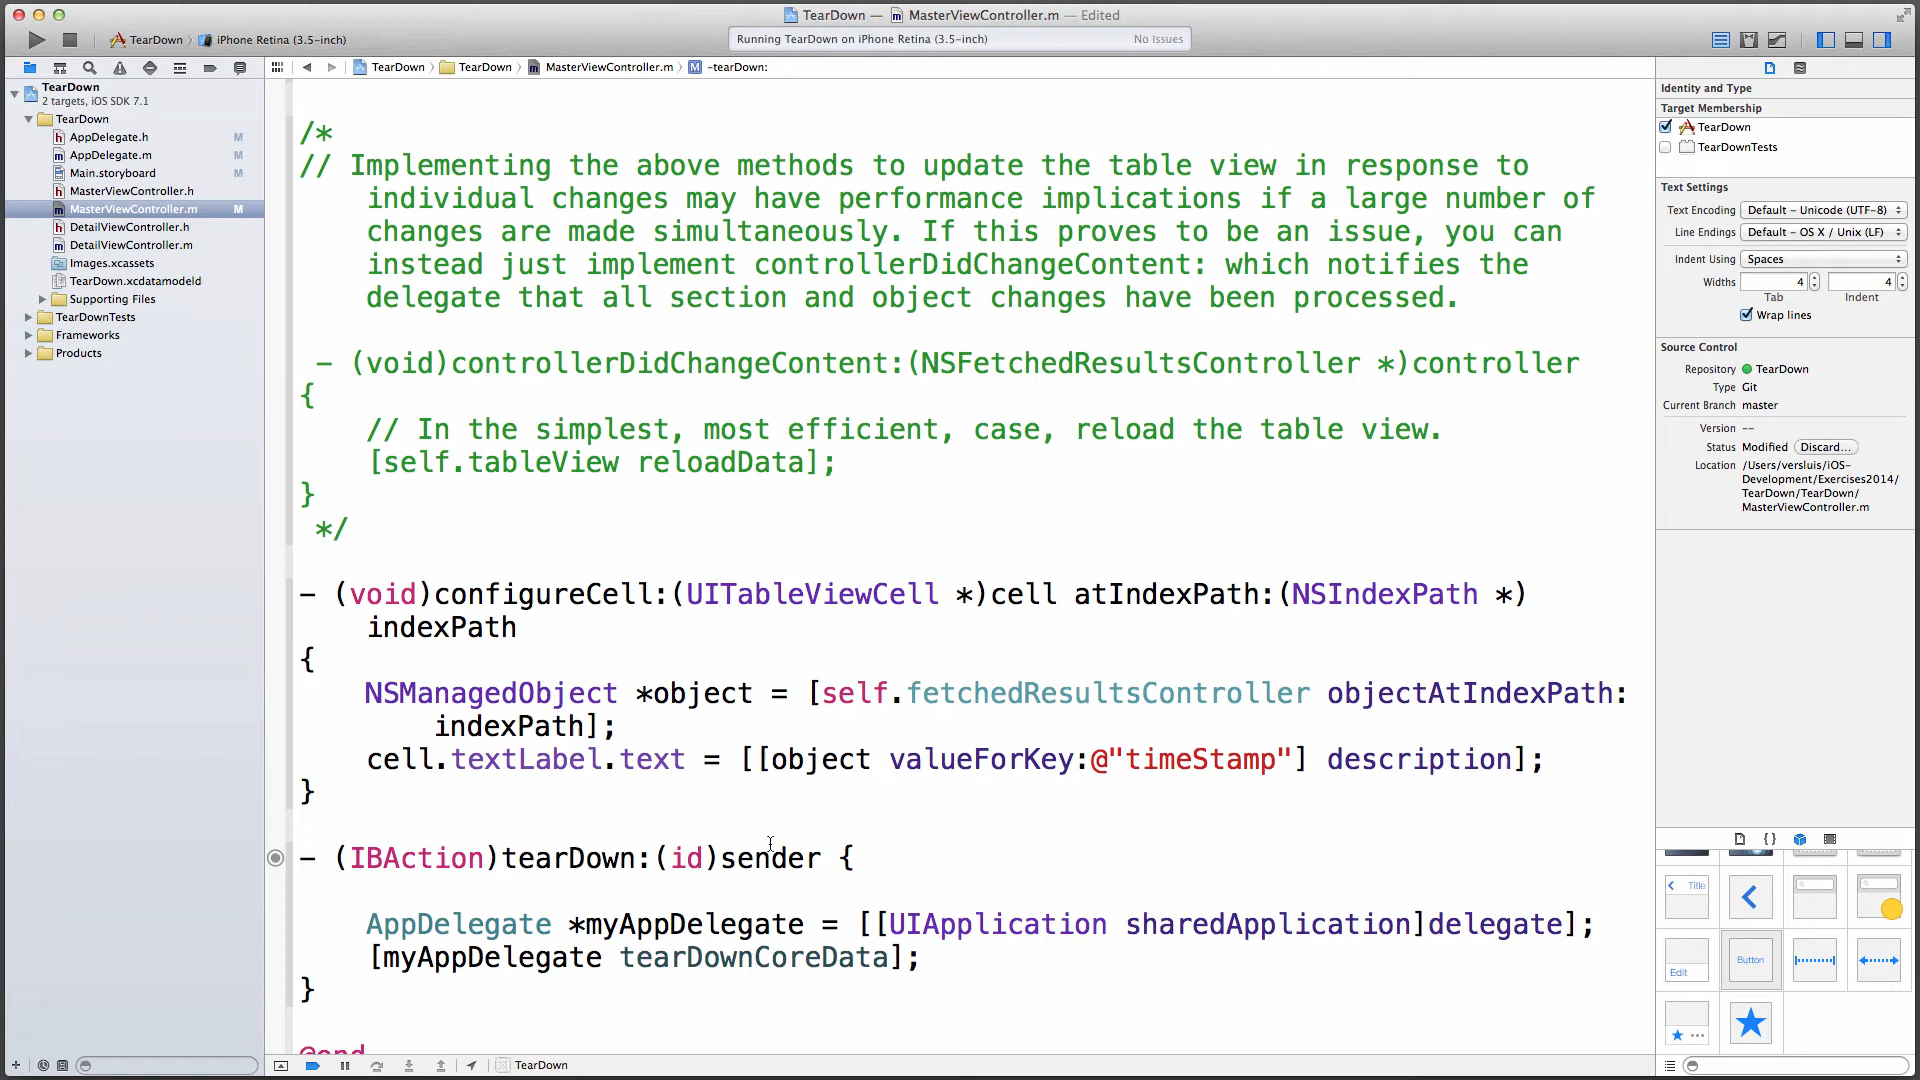 TearDown — MasterViewController.m — Edited
TearDown iPhone Retina (3.5-inch)
Running TearDown on iPhone Retina (3.5-inch) No Issues
TearDown TearDown MasterViewController.m M -tearDown:
TearDown
2 targets, iOS SDK 7.1
TearDown
AppDelegate.h M
AppDelegate.m M
Main.storyboard M
MasterViewController.h
MasterViewController.m M
DetailViewController.h
DetailViewController.m
Images.xcassets
TearDown.xcdatamodeld
Supporting Files
TearDownTests
Frameworks
Products
/*
// Implementing the above methods to update the table view in response to
individual changes may have performance implications if a large number of
changes are made simultaneously. If this proves to be an issue, you can
instead just implement controllerDidChangeContent: which notifies the
delegate that all section and object changes have been processed.
- (void)controllerDidChangeContent:(NSFetchedResultsController *)controller
{
// In the simplest, most efficient, case, reload the table view.
[self.tableView reloadData];
}
*/
- (void)configureCell:(UITableViewCell *)cell atIndexPath:(NSIndexPath *)
indexPath
{
NSManagedObject *object = [self.fetchedResultsController objectAtIndexPath:
indexPath];
cell.textLabel.text = [[object valueForKey:@"timeStamp"] description];
}
- (IBAction)tearDown:(id)sender {
AppDelegate *myAppDelegate = [[UIApplication sharedApplication]delegate];
[myAppDelegate tearDownCoreData];
}
@end
TearDown
Identity and Type
Target Membership
TearDown
TearDownTests
Text Settings
Text Encoding Default - Unicode (UTF-8)
Line Endings Default - OS X / Unix (LF)
Indent Using Spaces
Widths 4 4
Tab Indent
Wrap lines
Source Control
Repository TearDown
Type Git
Current Branch master
Version --
Status Modified Discard...
Location /Users/versluis/iOS-
Development/Exercises2014/
TearDown/TearDown/
MasterViewController.m
{ }
Title
Edit Button